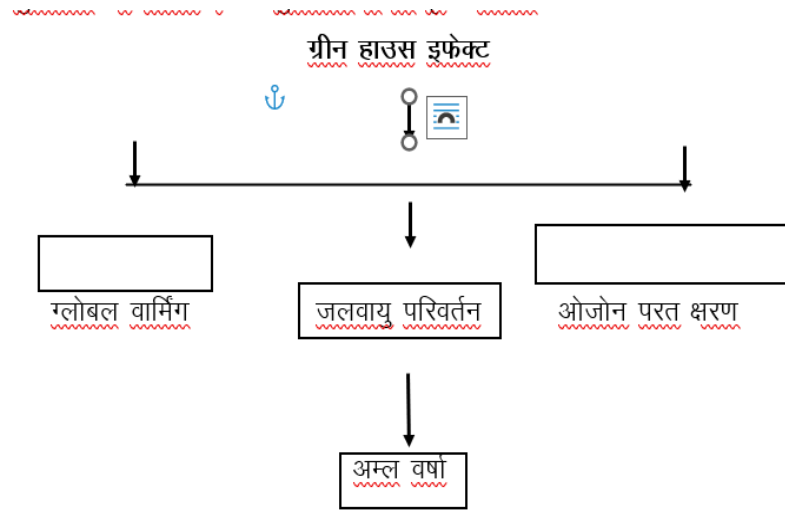 ग्रीन हाउस इफेक्ट
ग्लोबल वार्मिंग
जलवायु परिवर्तन
ओजोन परत क्षरण
अम्ल वर्षा